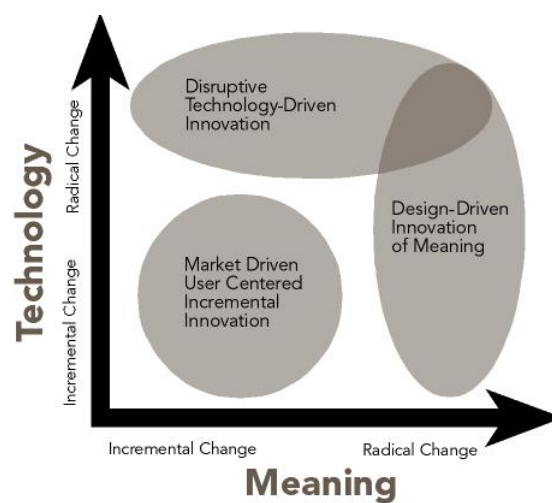 Technology
Radical Change
Incremental Change
Disruptive
Technology-Driven
Innovation
Design-Driven
Innovation
of Meaning
Market Driven
User Centered
Incremental
Innovation
Incremental Change
Radical Change
Meaning